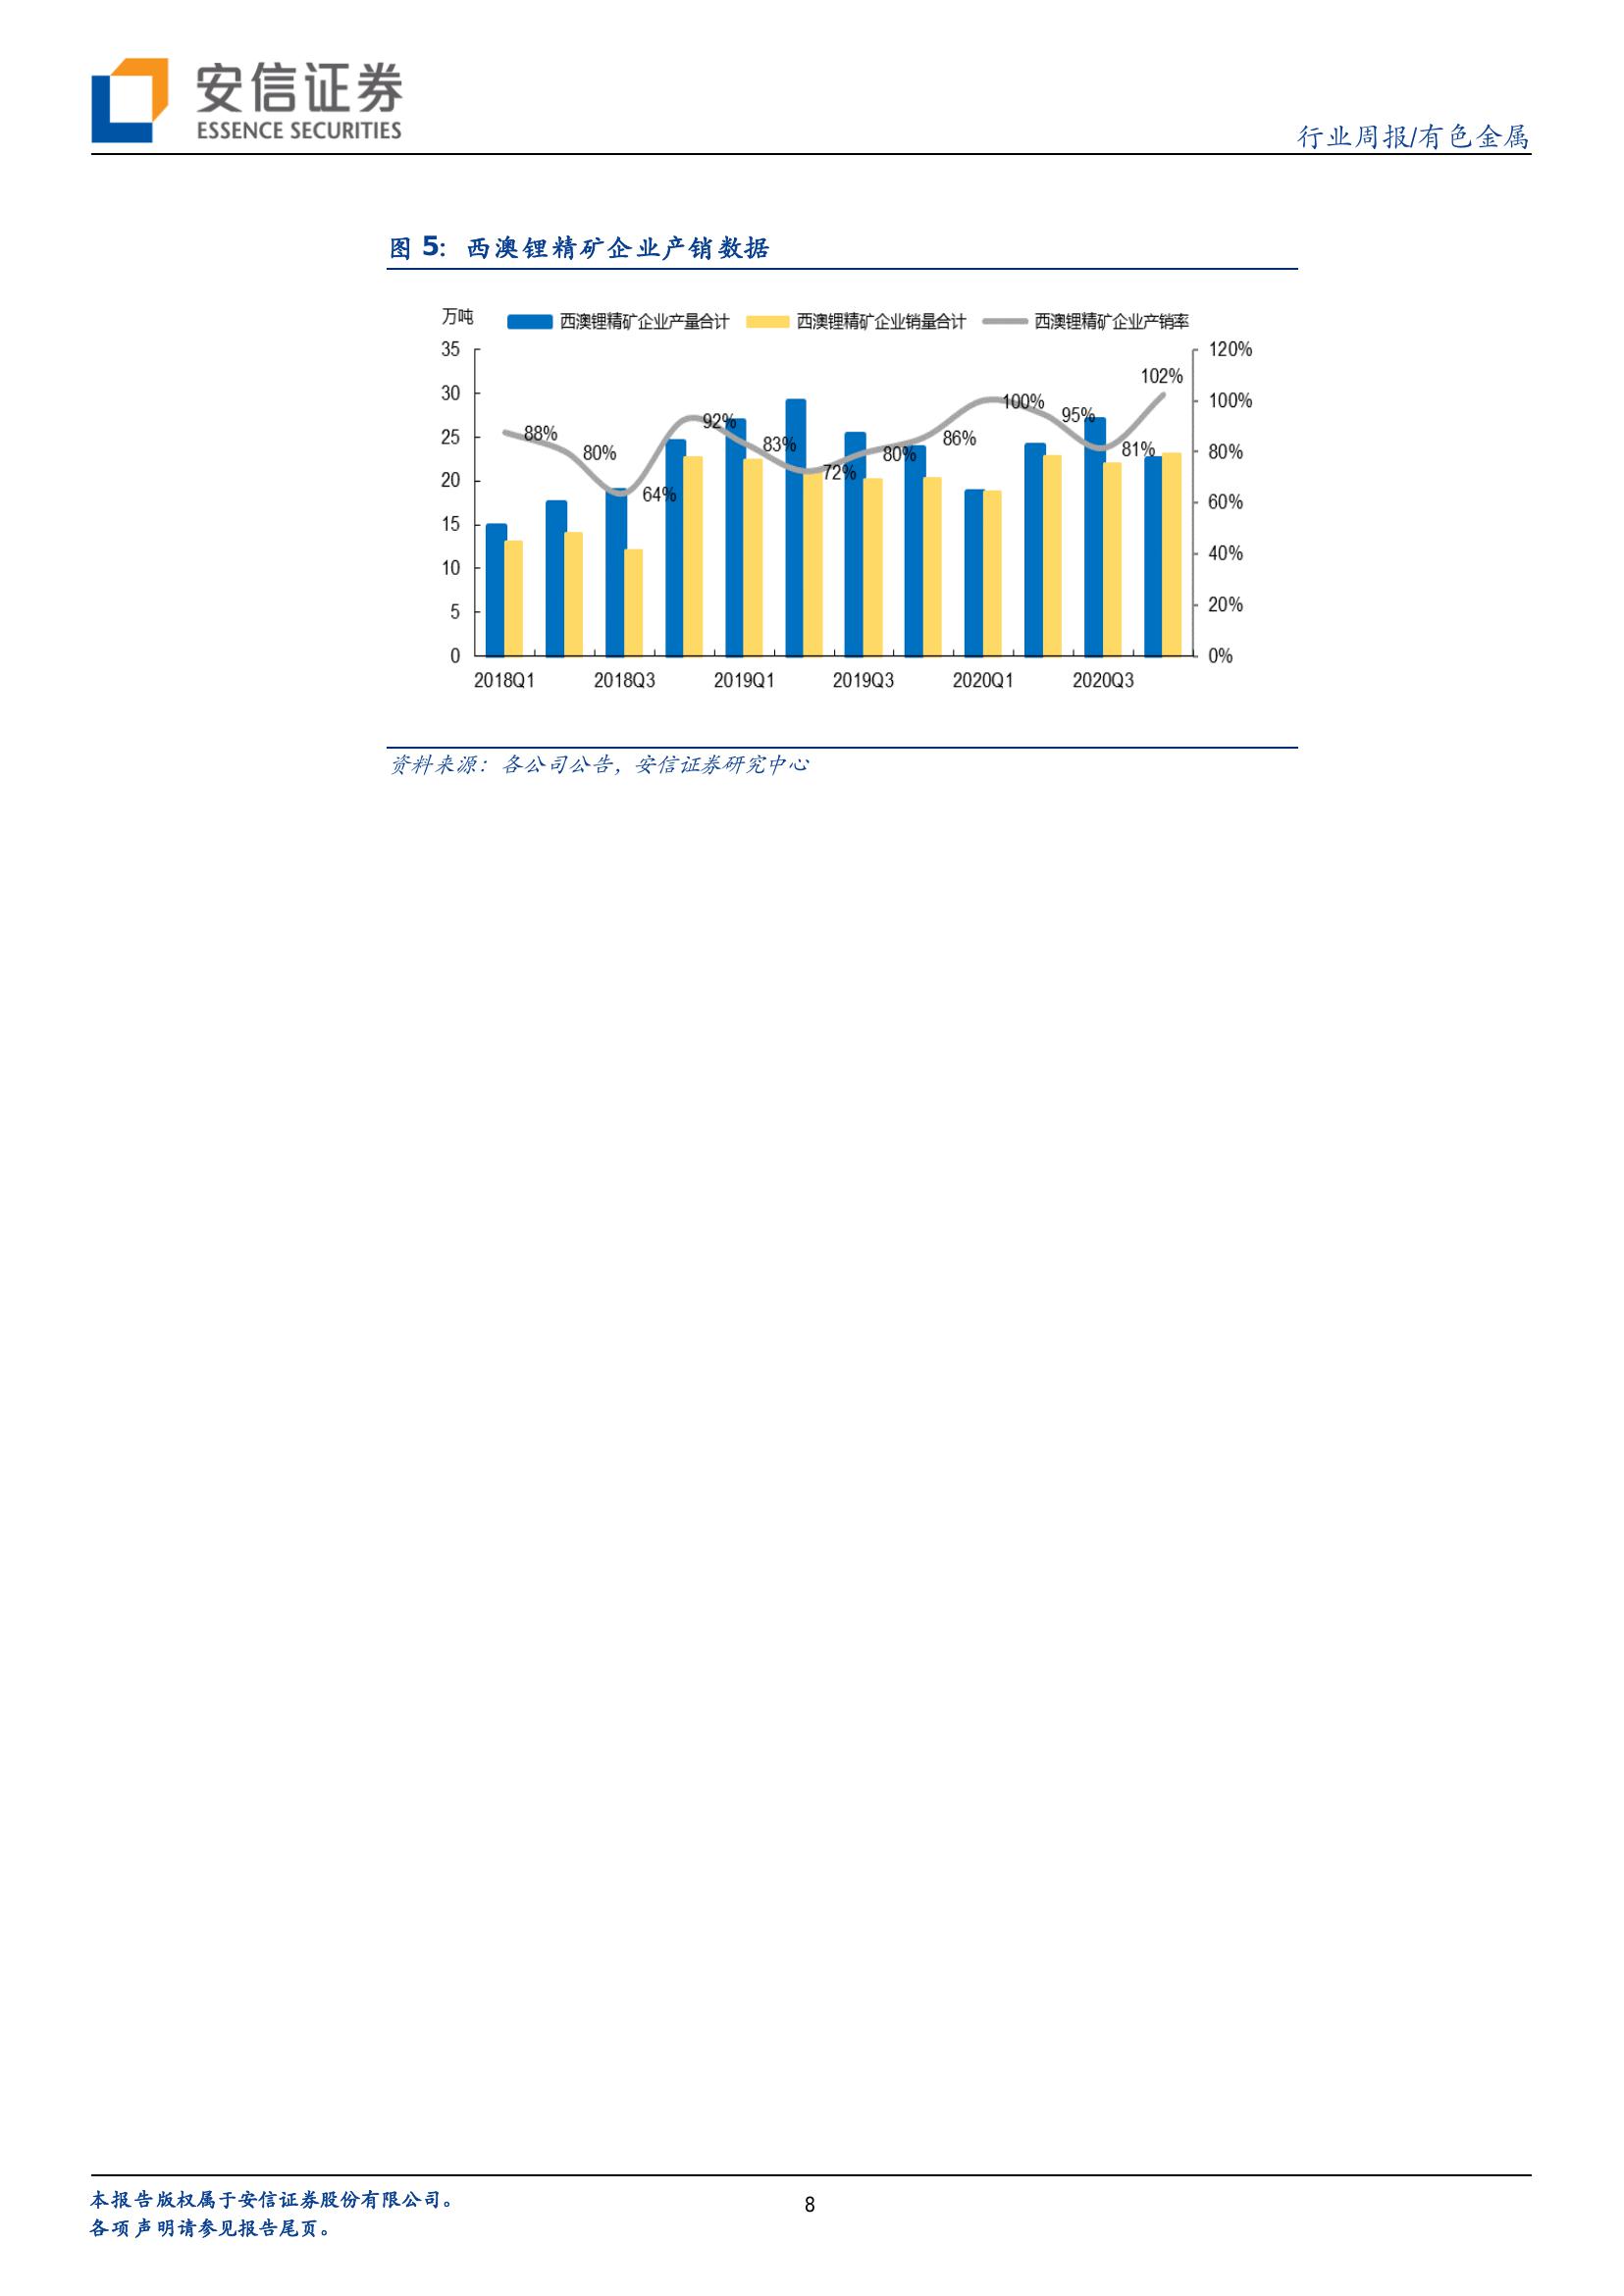 安信证券
ESSENCE SECURITIES
行业周报/有色金属
图 5: 西澳锂精矿企业产销数据
万吨
西澳锂精矿企业产量合计
西澳锂精矿企业销量合计
西澳锂精矿企业产销率
35
30
25
20
15
10
5
0
120%
100%
80%
60%
40%
20%
0%
88%
80%
64%
92%
83%
72%
80%
86%
100%
95%
81%
102%
2018Q1
2018Q3
2019Q1
2019Q3
2020Q1
2020Q3
资料来源：各公司公告，安信证券研究中心
本报告版权属于安信证券股份有限公司。
各项声明请参见报告尾页。
8